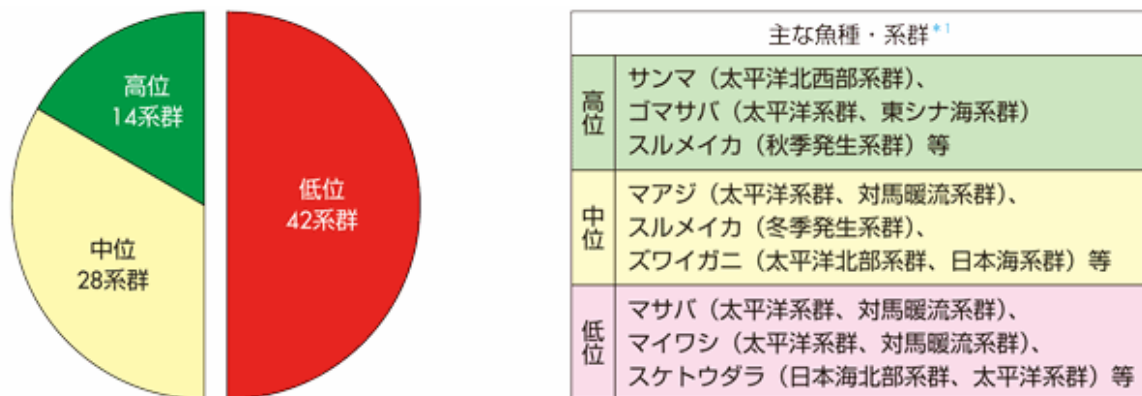 高位
14系群
中位
28系群
低位
42系群
主な魚種・系群*1
高位
サンマ（太平洋北西部系群）、
ゴマサバ（太平洋系群、東シナ海系群）
スルメイカ（秋季発生系群）等
中位
マアジ（太平洋系群、対馬暖流系群）、
スルメイカ（冬季発生系群）、
ズワイガニ（太平洋北部系群、日本海系群）等
低位
マサバ（太平洋系群、対馬暖流系群）、
マイワシ（太平洋系群、対馬暖流系群）、
スケトウダラ（日本海北部系群、太平洋系群）等